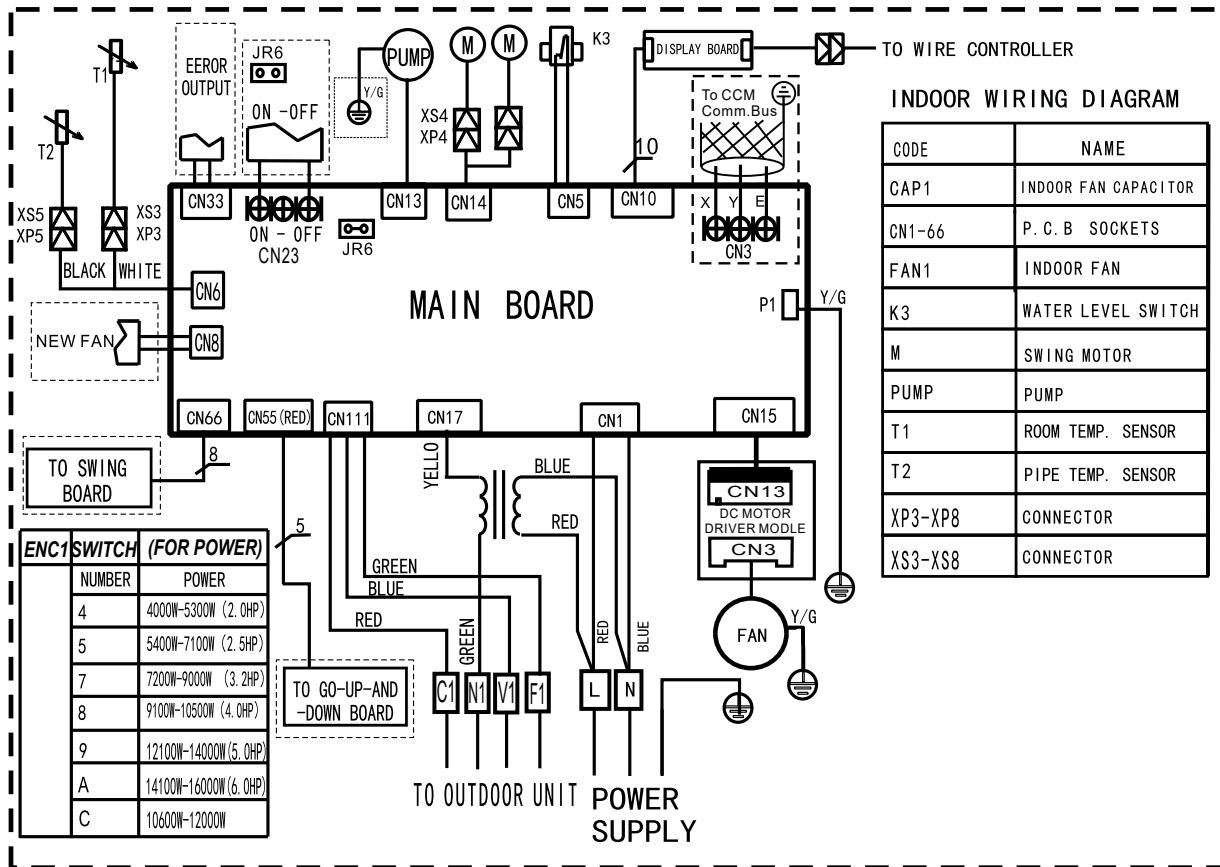 T1
T2
EEROR
OUTPUT
JR6
ON -OFF
PUMP
Y/G
M
M
K3
XS4
XP4
DISPLAY BOARD
TO WIRE CONTROLLER
10
To CCM
Comm.Bus
X Y E
CN3
XS5
XP5
XS3
XP3
BLACK
WHITE
CN33
ON - OFF
CN23
JR6
CN13
CN14
CN5
CN10
CN6
CN8
NEW FAN
MAIN BOARD
P1
Y/G
CN66
CN55(RED)
CN111
CN17
CN1
CN15
TO SWING
BOARD
8
5
YELLO
BLUE
RED
CN13
DC MOTOR
DRIVER MODLE
CN3
FAN
Y/G
GREEN
BLUE
RED
GREEN
RED
BLUE
TO GO-UP-AND
-DOWN BOARD
C1 N1 V1 F1
L N
TO OUTDOOR UNIT
POWER
SUPPLY
ENC1 SWITCH (FOR POWER)
NUMBER POWER
4 4000W-5300W (2.0HP)
5 5400W-7100W (2.5HP)
7 7200W-9000W (3.2HP)
8 9100W-10500W (4.0HP)
9 12100W-14000W(5.0HP)
A 14100W-16000W(6.0HP)
C 10600W-12000W
INDOOR WIRING DIAGRAM
CODE NAME
CAP1 INDOOR FAN CAPACITOR
CN1-66 P.C.B SOCKETS
FAN1 INDOOR FAN
K3 WATER LEVEL SWITCH
M SWING MOTOR
PUMP PUMP
T1 ROOM TEMP. SENSOR
T2 PIPE TEMP. SENSOR
XP3-XP8 CONNECTOR
XS3-XS8 CONNECTOR